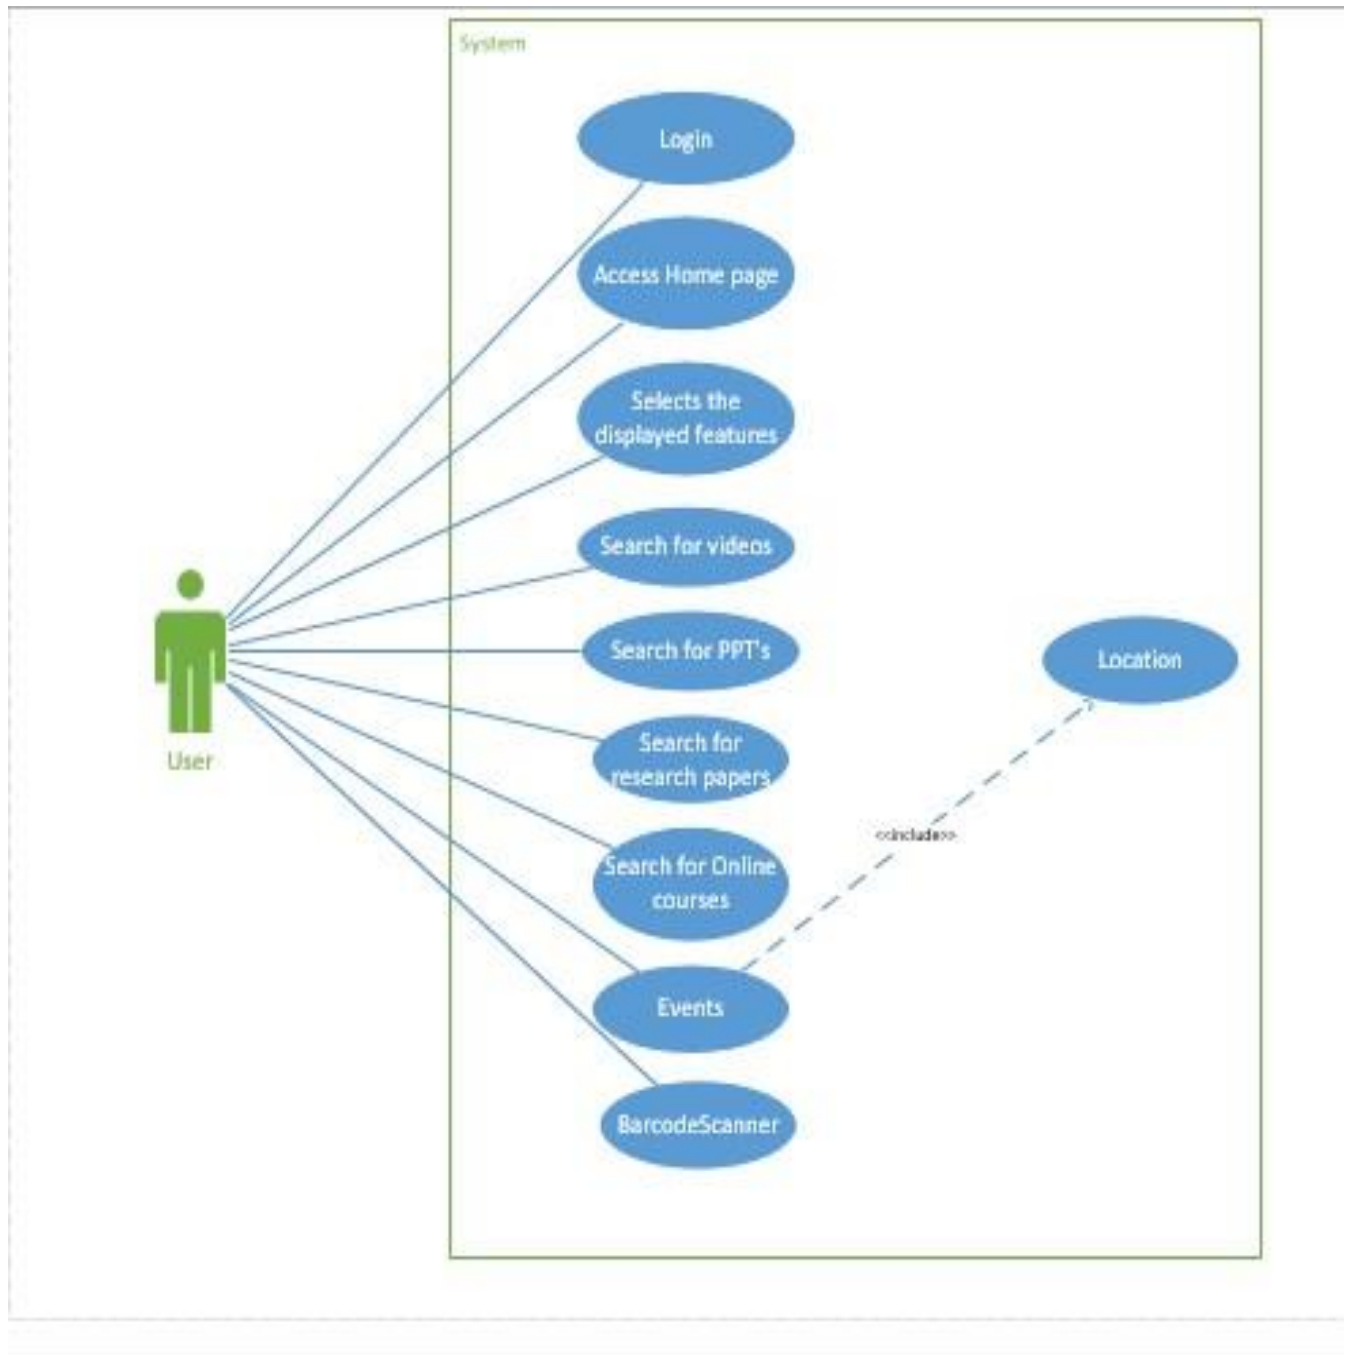 System
Login
Access Home page
Selects the
displayed features
Search for videos
Search for PPT's
Location
User
Search for
research papers
<<include>>
Search for Online
courses
Events
BarcodeScanner